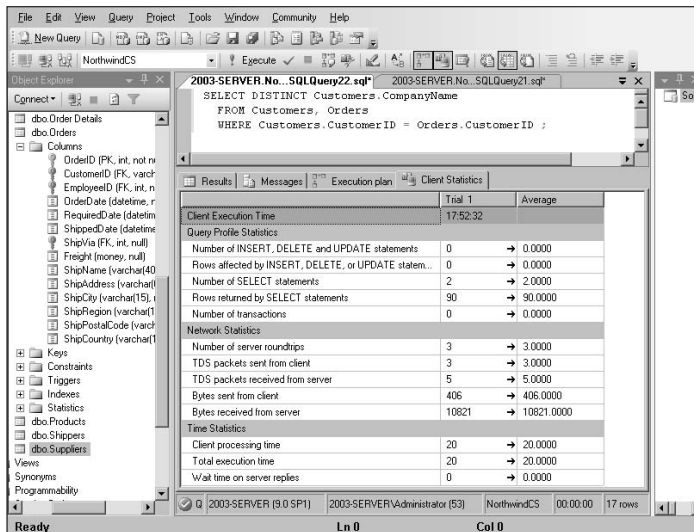 File Edit View Query Project Tools Window Community Help
New Query
NorthwindCS Execute
Object Explorer
Connect
dbo.Order Details
dbo.Orders
Columns
OrderID (PK, int, not n
CustomerID (FK, varch
EmployeeID (FK, int, n
OrderDate (datetime, r
RequiredDate (datetim
ShippedDate (datetime
ShipVia (FK, int, null)
Freight (money, null)
ShipName (varchar(40
ShipAddress (varchar(
ShipCity (varchar(15),
ShipRegion (varchar(1
ShipPostalCode (varch
ShipCountry (varchar(1
Keys
Constraints
Triggers
Indexes
Statistics
dbo.Products
dbo.Shippers
dbo.Suppliers
Views
Synonyms
Programmability
2003-SERVER.No...SQLQuery22.sql* 2003-SERVER.No...SQLQuery21.sql*
SELECT DISTINCT Customers.CompanyName
FROM Customers, Orders
WHERE Customers.CustomerID = Orders.CustomerID ;
Results Messages Execution plan Client Statistics
Trial 1 Average
Client Execution Time 17:52:32
Query Profile Statistics
Number of INSERT, DELETE and UPDATE statements 0 → 0.0000
Rows affected by INSERT, DELETE, or UPDATE statem... 0 → 0.0000
Number of SELECT statements 2 → 2.0000
Rows returned by SELECT statements 90 → 90.0000
Number of transactions 0 → 0.0000
Network Statistics
Number of server roundtrips 3 → 3.0000
TDS packets sent from client 3 → 3.0000
TDS packets received from server 5 → 5.0000
Bytes sent from client 406 → 406.0000
Bytes received from server 10821 → 10821.0000
Time Statistics
Client processing time 20 → 20.0000
Total execution time 20 → 20.0000
Wait time on server replies 0 → 0.0000
Q 2003-SERVER (9.0 SP1) 2003-SERVER\Administrator (53) NorthwindCS 00:00:00 17 rows
So
Ready Ln 0 Col 0